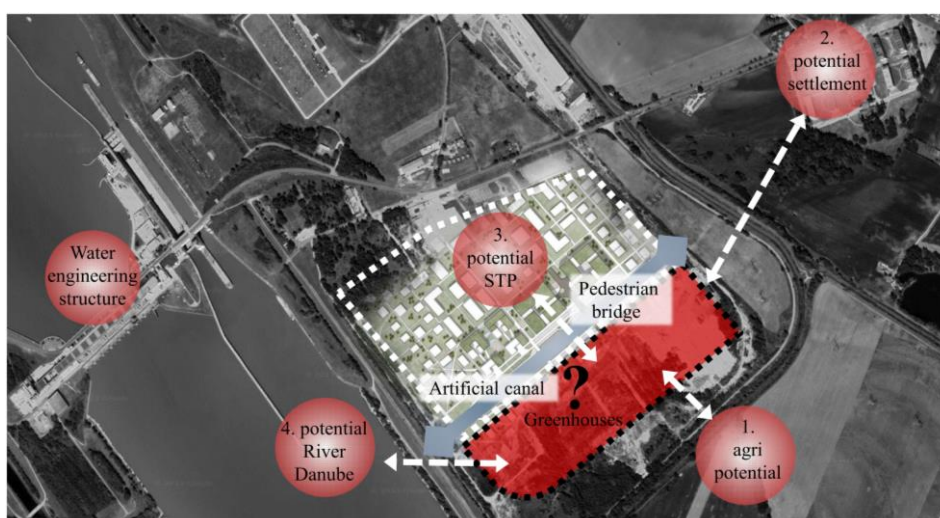 2.
potential
settlement
3.
potential
STP
Water
engineering
structure
Pedestrian
bridge
Artificial canal
?
Greenhouses
4. potential
River
Danube
1.
agri
potential